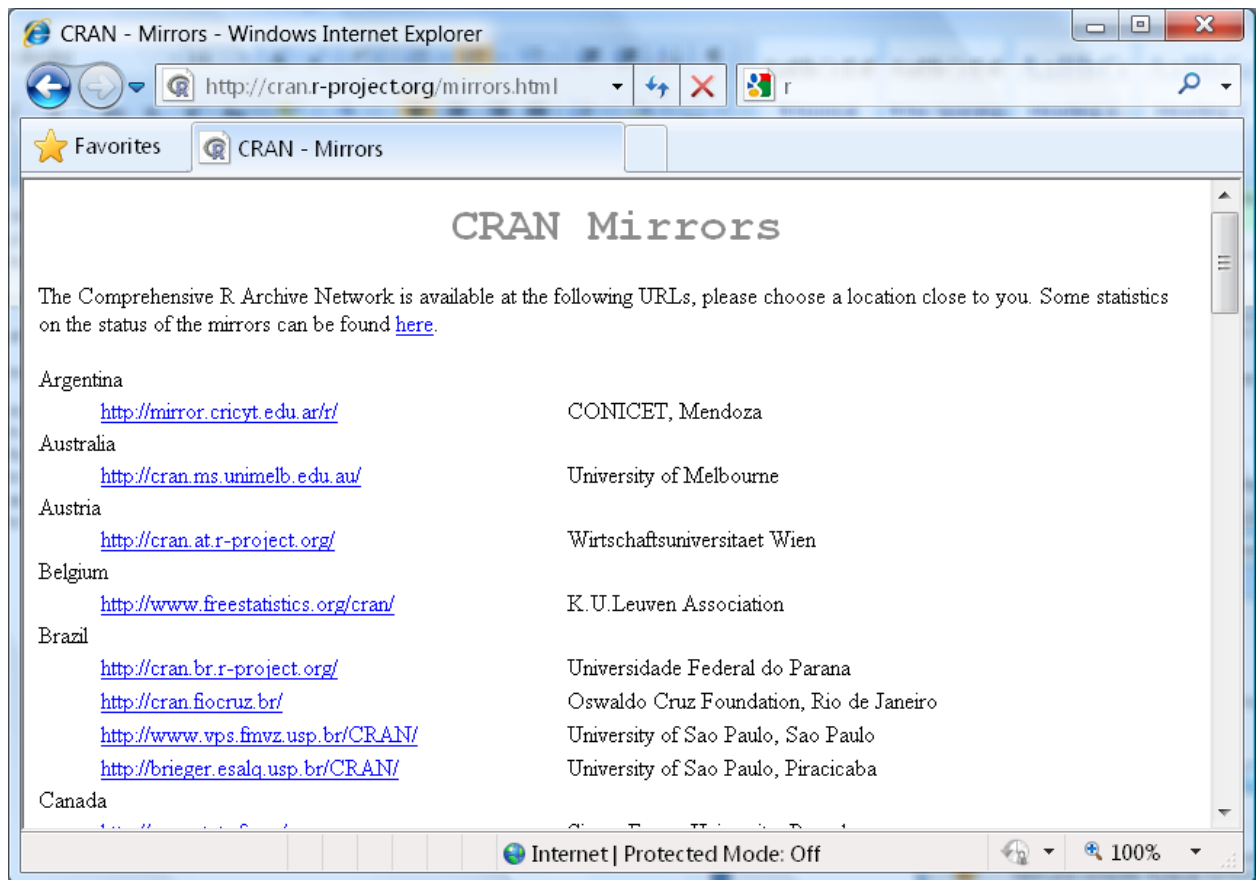 CRAN - Mirrors - Windows Internet Explorer
http://cran.r-project.org/mirrors.html
r
Favorites
CRAN - Mirrors
CRAN Mirrors
The Comprehensive R Archive Network is available at the following URLs, please choose a location close to you. Some statistics
on the status of the mirrors can be found here.
Argentina
http://mirror.cricyt.edu.ar/r/ CONICET, Mendoza
Australia
http://cran.ms.unimelb.edu.au/ University of Melbourne
Austria
http://cran.at.r-project.org/ Wirtschaftsuniversitaet Wien
Belgium
http://www.freestatistics.org/cran/ K.U.Leuven Association
Brazil
http://cran.br.r-project.org/ Universidade Federal do Parana
http://cran.fiocruz.br/ Oswaldo Cruz Foundation, Rio de Janeiro
http://www.vps.fmvz.usp.br/CRAN/ University of Sao Paulo, Sao Paulo
http://brieger.esalq.usp.br/CRAN/ University of Sao Paulo, Piracicaba
Canada
Internet | Protected Mode: Off
100%